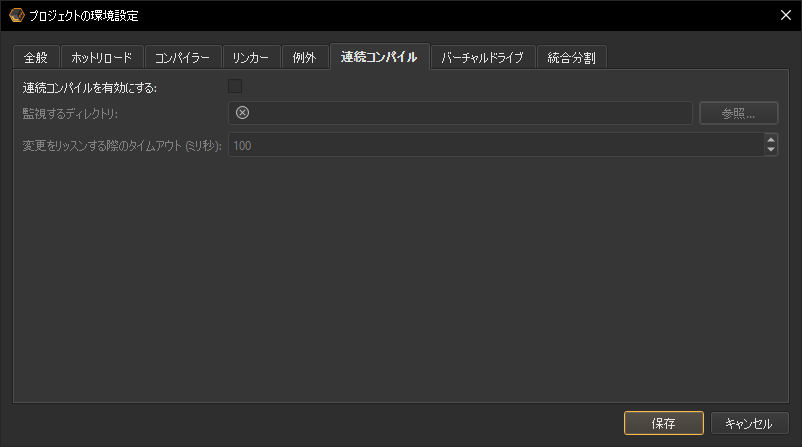 プロジェクトの環境設定
全般 ホットリロード コンパイラー リンカー 例外 連続コンパイル バーチャルドライブ 統合分割
連続コンパイルを有効にする:
監視するディレクトリ: 参照...
変更をリッスンする際のタイムアウト (ミリ秒): 100
保存 キャンセル